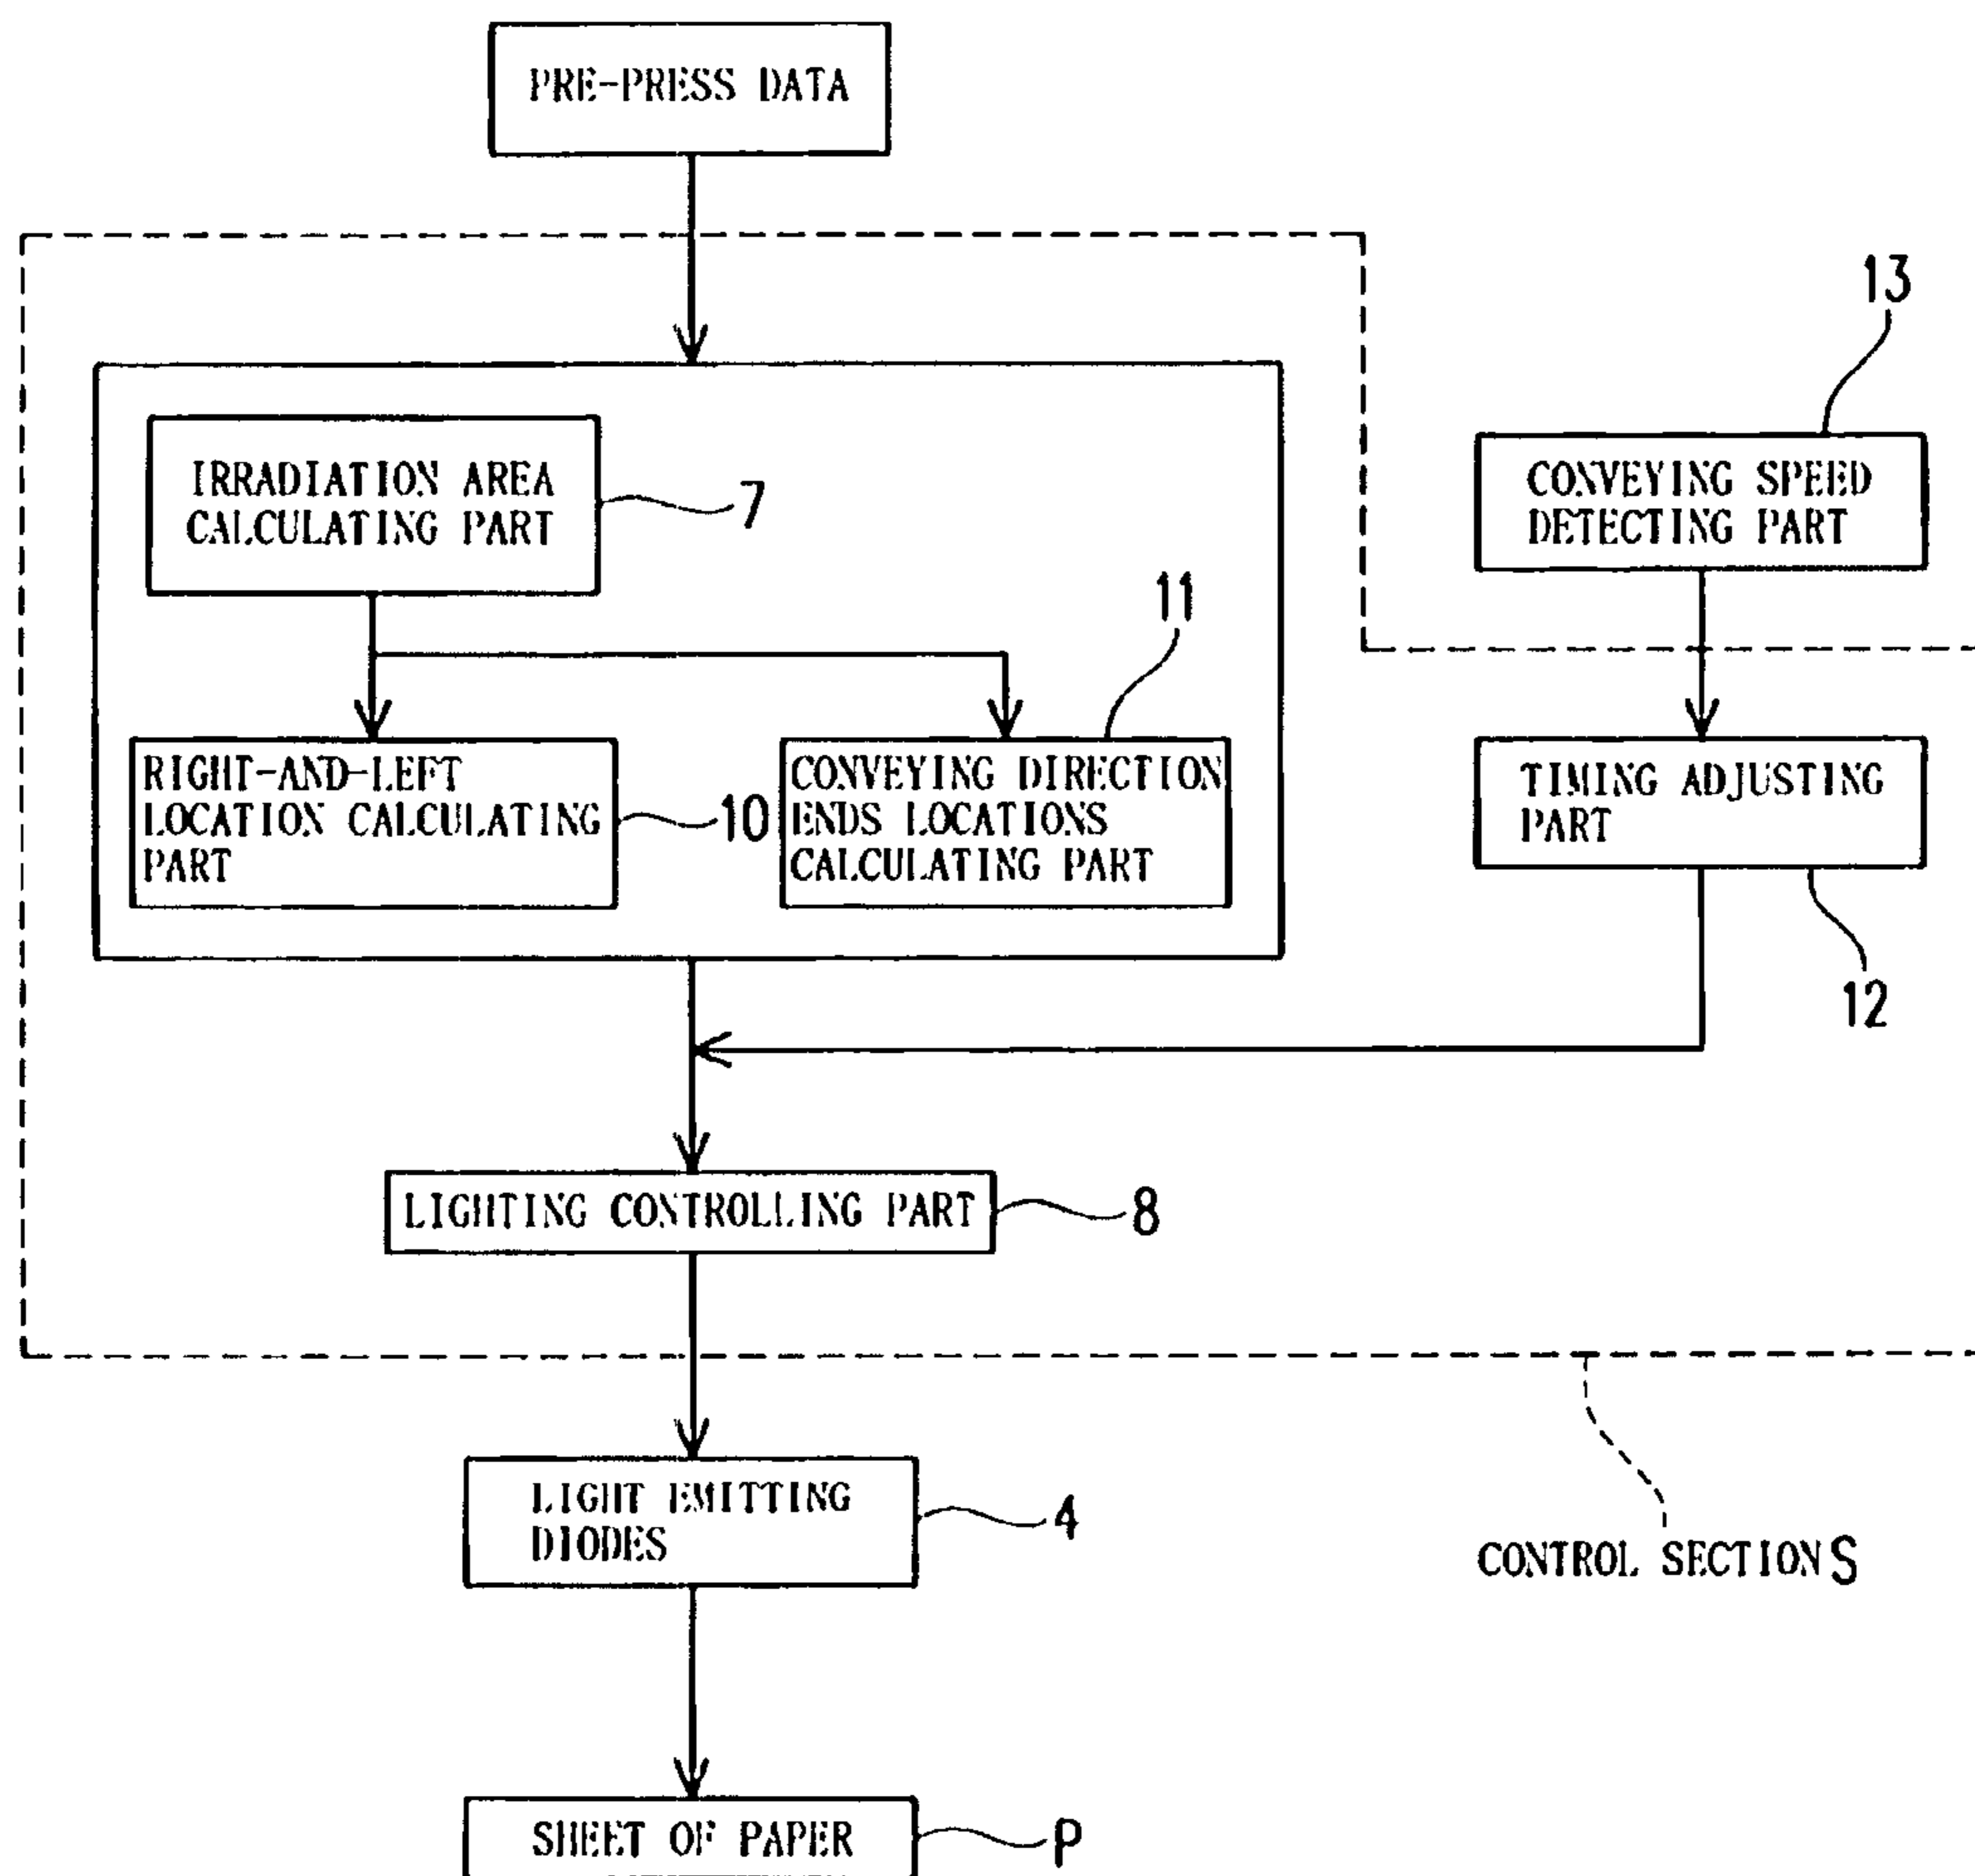 PRE-PRESS DATA
13
IRRADIATION AREA
CALCULATING PART
7
CONVEYING SPEED
DETECTING PART
11
RIGHT-AND-LEFT
LOCATION CALCULATING
PART
10
CONVEYING DIRECTION
ENDS LOCATIONS
CALCULATING PART
TIMING ADJUSTING
PART
12
LIGHTING CONTROLLING PART
8
LIGHT EMITTING
DIODES
4
CONTROL SECTION S
SHEET OF PAPER
P